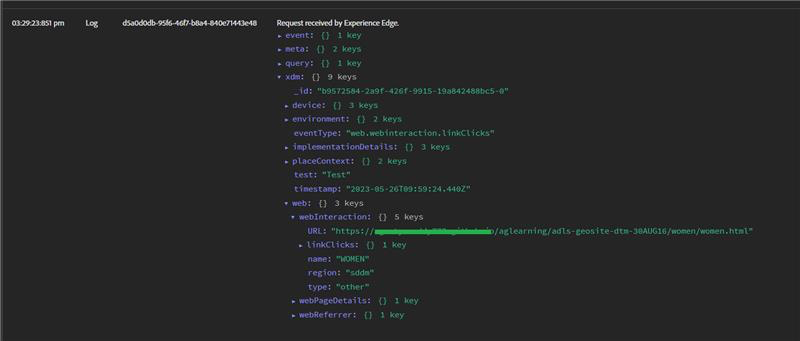 03:29:23:851 pm Log d5a0d0db-95f6-46f7-b8a4-840e71443e48 Request received by Experience Edge.
▸ event: {} 1 key
▸ meta: {} 2 keys
▸ query: {} 1 key
▾ xdm: {} 9 keys
_id: "b9572584-2a9f-426f-9915-19a842488bc5-0"
▸ device: {} 3 keys
▸ environment: {} 2 keys
eventType: "web.webinteraction.linkClicks"
▸ implementationDetails: {} 3 keys
▸ placeContext: {} 2 keys
test: "Test"
timestamp: "2023-05-26T09:59:24.440Z"
▾ web: {} 3 keys
▾ webInteraction: {} 5 keys
URL: "https:/ /aglearning/adls-geosite-dtm-30AUG16/women/women.html"
▸ linkClicks: {} 1 key
name: "WOMEN"
region: "sddm"
type: "other"
▸ webPageDetails: {} 1 key
▸ webReferrer: {} 1 key